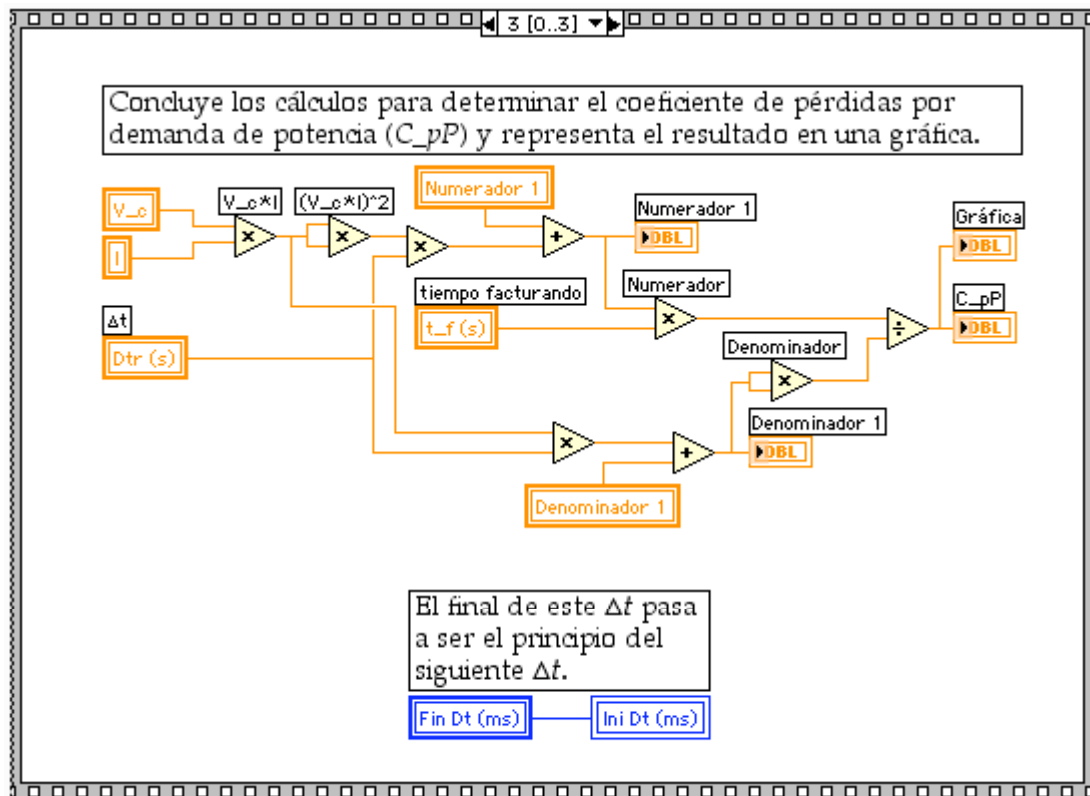 3 [0..3]
Concluye los cálculos para determinar el coeficiente de pérdidas por
demanda de potencia (C_pP) y representa el resultado en una gráfica.
V_c
I
V_c*I
(V_c*I)^2
×
×
×
Numerador 1
+
Numerador 1
DBL
Gráfica
DBL
tiempo facturando
t_f (s)
Numerador
×
C_pP
DBL
÷
Δt
Dtr (s)
Denominador
×
Denominador 1
DBL
×
+
Denominador 1
El final de este Δt pasa
a ser el principio del
siguiente Δt.
Fin Dt (ms)
Ini Dt (ms)